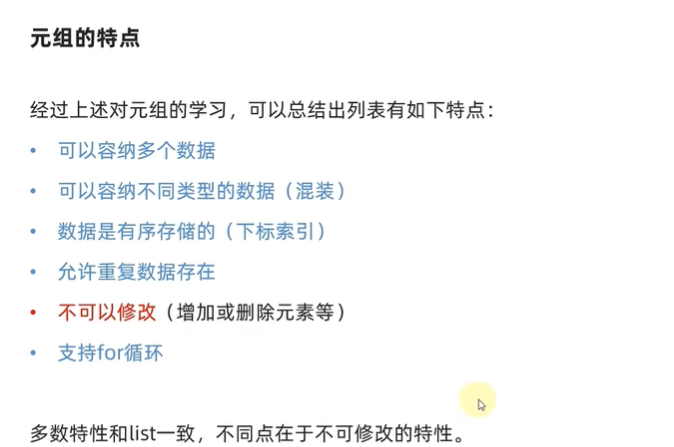 元组的特点
经过上述对元组的学习，可以总结出列表有如下特点：
• 可以容纳多个数据
• 可以容纳不同类型的数据（混装）
• 数据是有序存储的（下标索引）
• 允许重复数据存在
• 不可以修改（增加或删除元素等）
• 支持for循环
多数特性和list一致，不同点在于不可修改的特性。